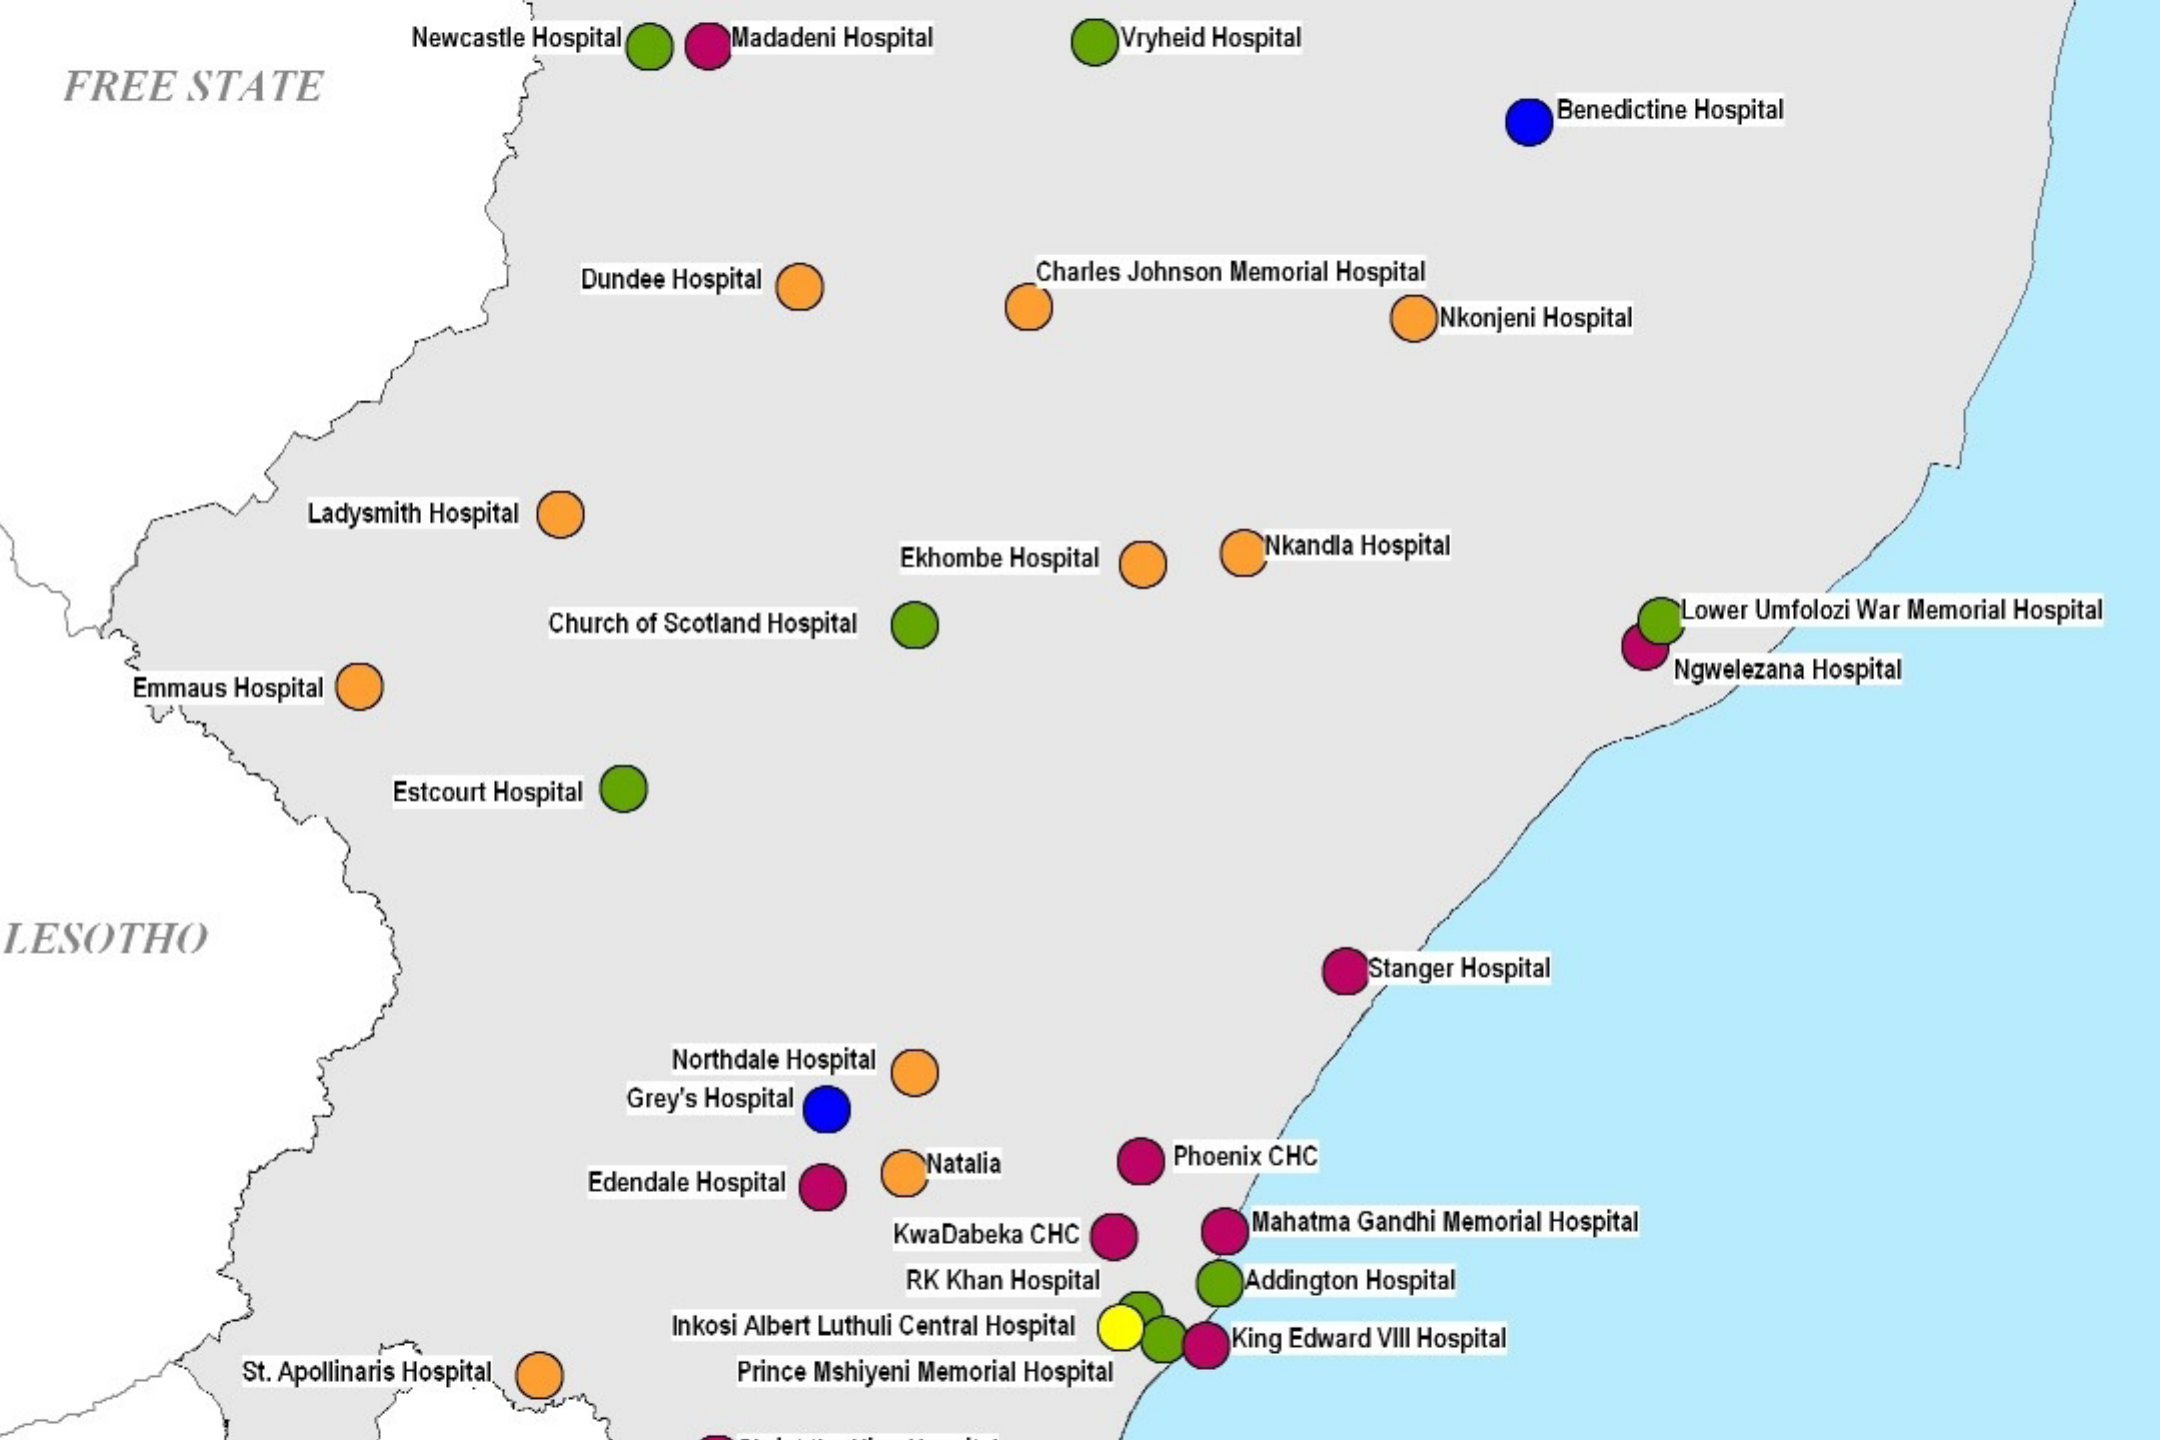 Newcastle Hospital
Madadeni Hospital
Vryheid Hospital
FREE STATE
Benedictine Hospital
Charles Johnson Memorial Hospital
Dundee Hospital
Nkonjeni Hospital
Ladysmith Hospital
Nkandla Hospital
Ekhombe Hospital
Lower Umfolozi War Memorial Hospital
Church of Scotland Hospital
Ngwelezana Hospital
Emmaus Hospital
Estcourt Hospital
LESOTHO
Stanger Hospital
Northdale Hospital
Grey's Hospital
Phoenix CHC
Natalia
Edendale Hospital
Mahatma Gandhi Memorial Hospital
KwaDabeka CHC
RK Khan Hospital
Addington Hospital
Inkosi Albert Luthuli Central Hospital
King Edward VIII Hospital
Prince Mshiyeni Memorial Hospital
St. Apollinaris Hospital